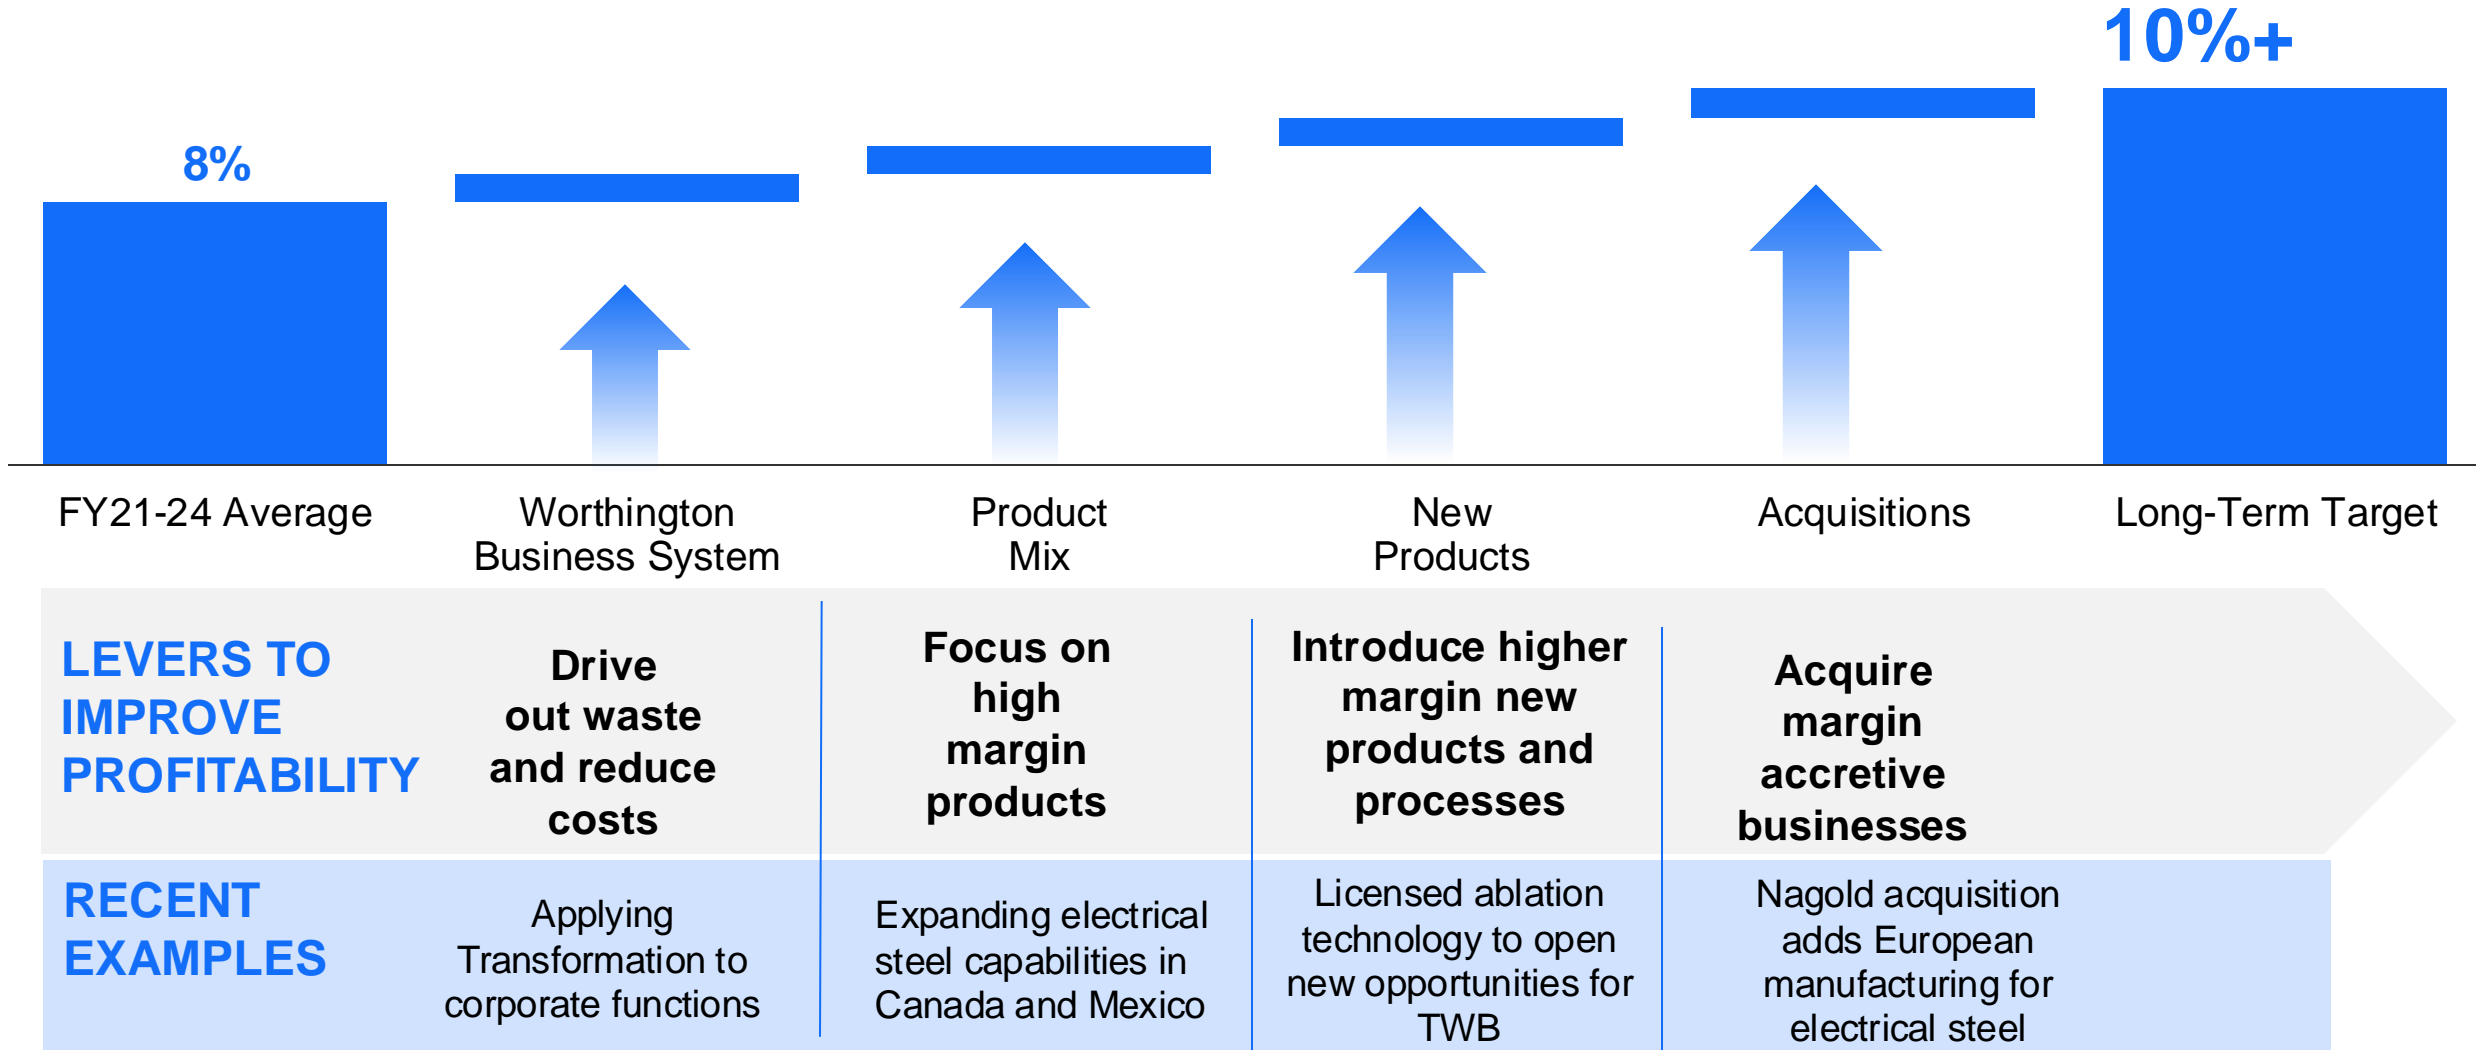 10%+
8%
FY21-24 Average
Worthington
Business System
Product
Mix
New
Products
Acquisitions
Long-Term Target
LEVERS TO
IMPROVE
PROFITABILITY
Drive
out waste
and reduce
costs
Focus on
high
margin
products
Introduce higher
margin new
products and
processes
Acquire
margin
accretive
businesses
RECENT
EXAMPLES
Applying
Transformation to
corporate functions
Expanding electrical
steel capabilities in
Canada and Mexico
Licensed ablation
technology to open
new opportunities for
TWB
Nagold acquisition
adds European
manufacturing for
electrical steel